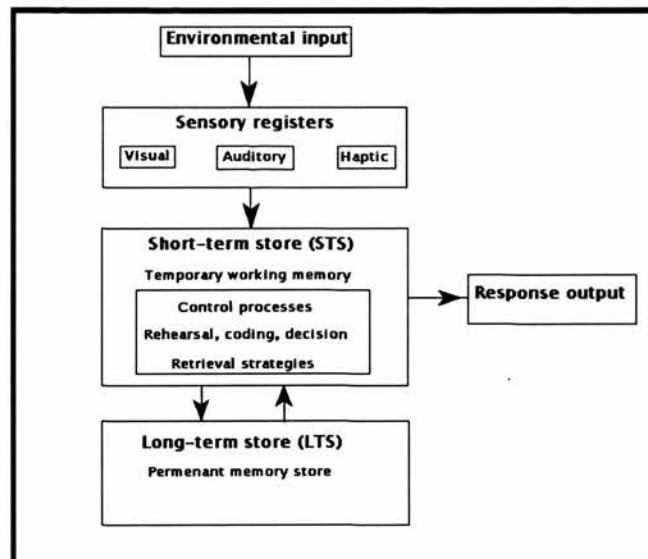 Environmental input
Sensory registers
Visual Auditory Haptic
Short-term store (STS)
Temporary working memory
Control processes
Rehearsal, coding, decision
Retrieval strategies
Response output
Long-term store (LTS)
Permenant memory store